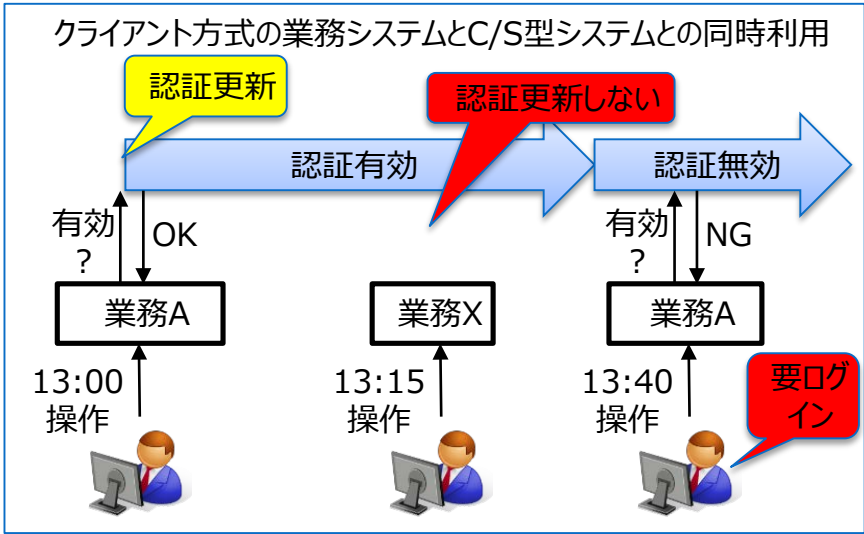 クライアント方式の業務システムとC/S型システムとの同時利用
認証更新
認証更新しない
認証有効
認証無効
有効
?
OK
有効
?
NG
業務A
業務X
業務A
13:00
操作
13:15
操作
13:40
操作
要ログ
イン